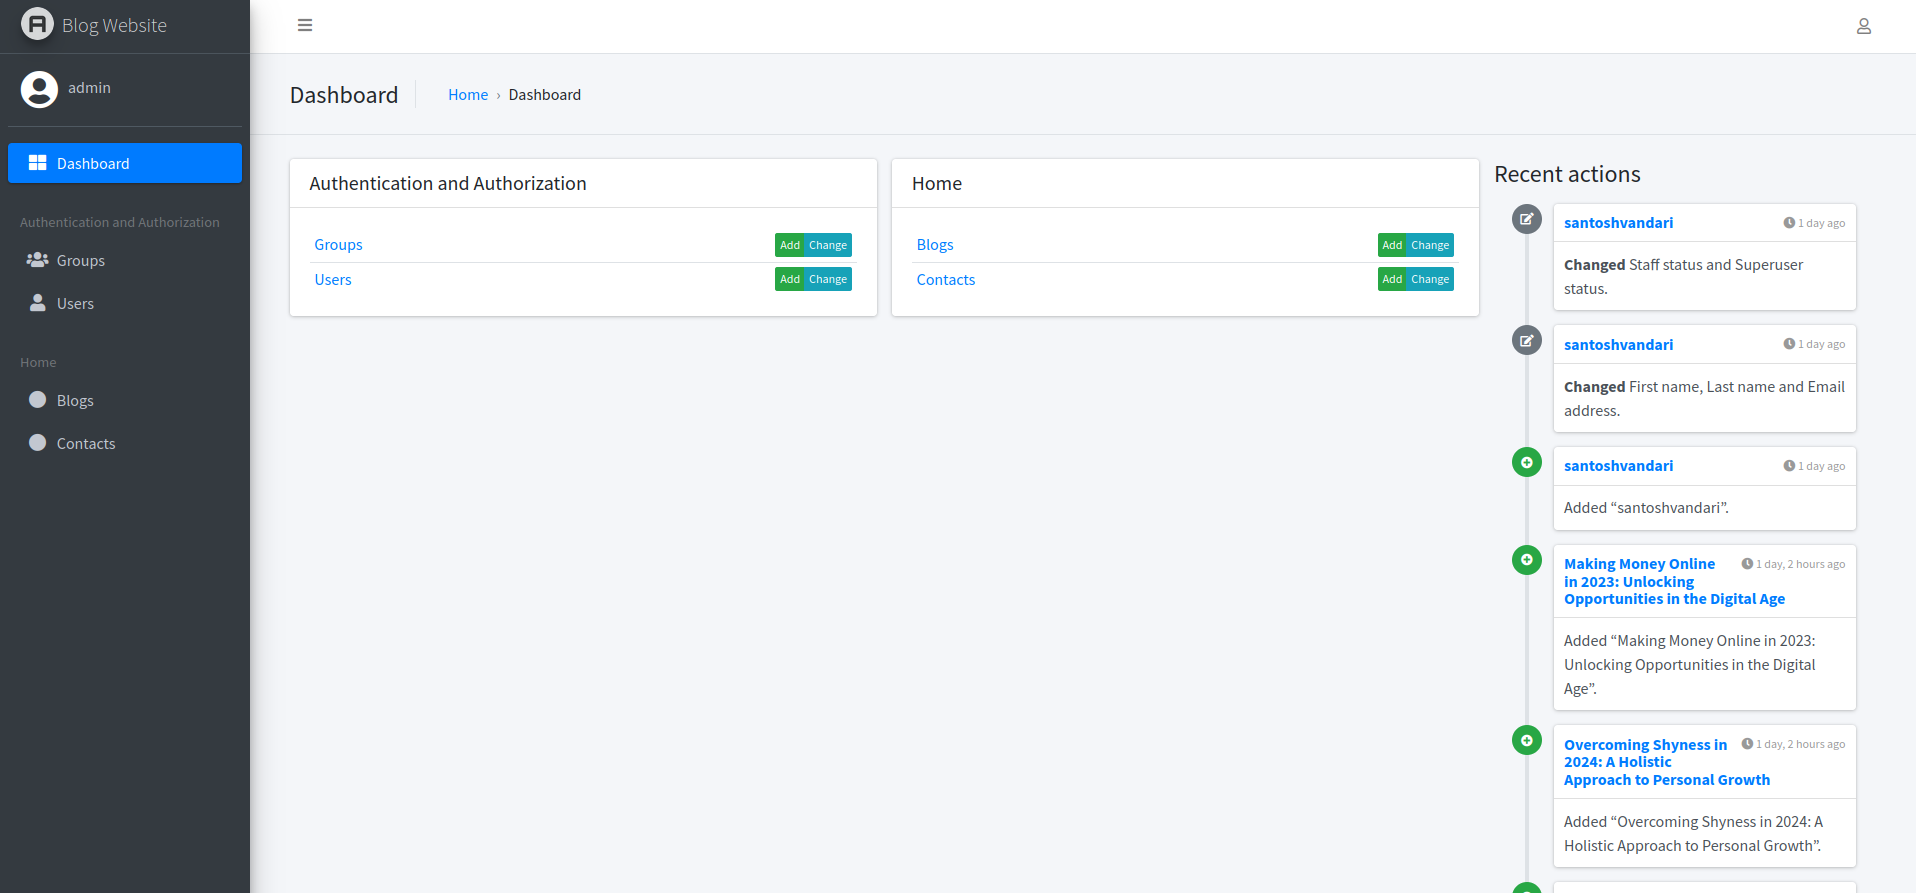 Blog Website
admin
Dashboard
Authentication and Authorization
Groups
Users
Home
Blogs
Contacts
Dashboard
Home › Dashboard
Authentication and Authorization
Groups Add Change
Users Add Change
Home
Blogs Add Change
Contacts Add Change
Recent actions
santoshvandari 1 day ago
Changed Staff status and Superuser
status.
santoshvandari 1 day ago
Changed First name, Last name and Email
address.
santoshvandari 1 day ago
Added “santoshvandari”.
Making Money Online 1 day, 2 hours ago
in 2023: Unlocking
Opportunities in the Digital Age
Added “Making Money Online in 2023:
Unlocking Opportunities in the Digital
Age”.
Overcoming Shyness in 1 day, 2 hours ago
2024: A Holistic
Approach to Personal Growth
Added “Overcoming Shyness in 2024: A
Holistic Approach to Personal Growth”.